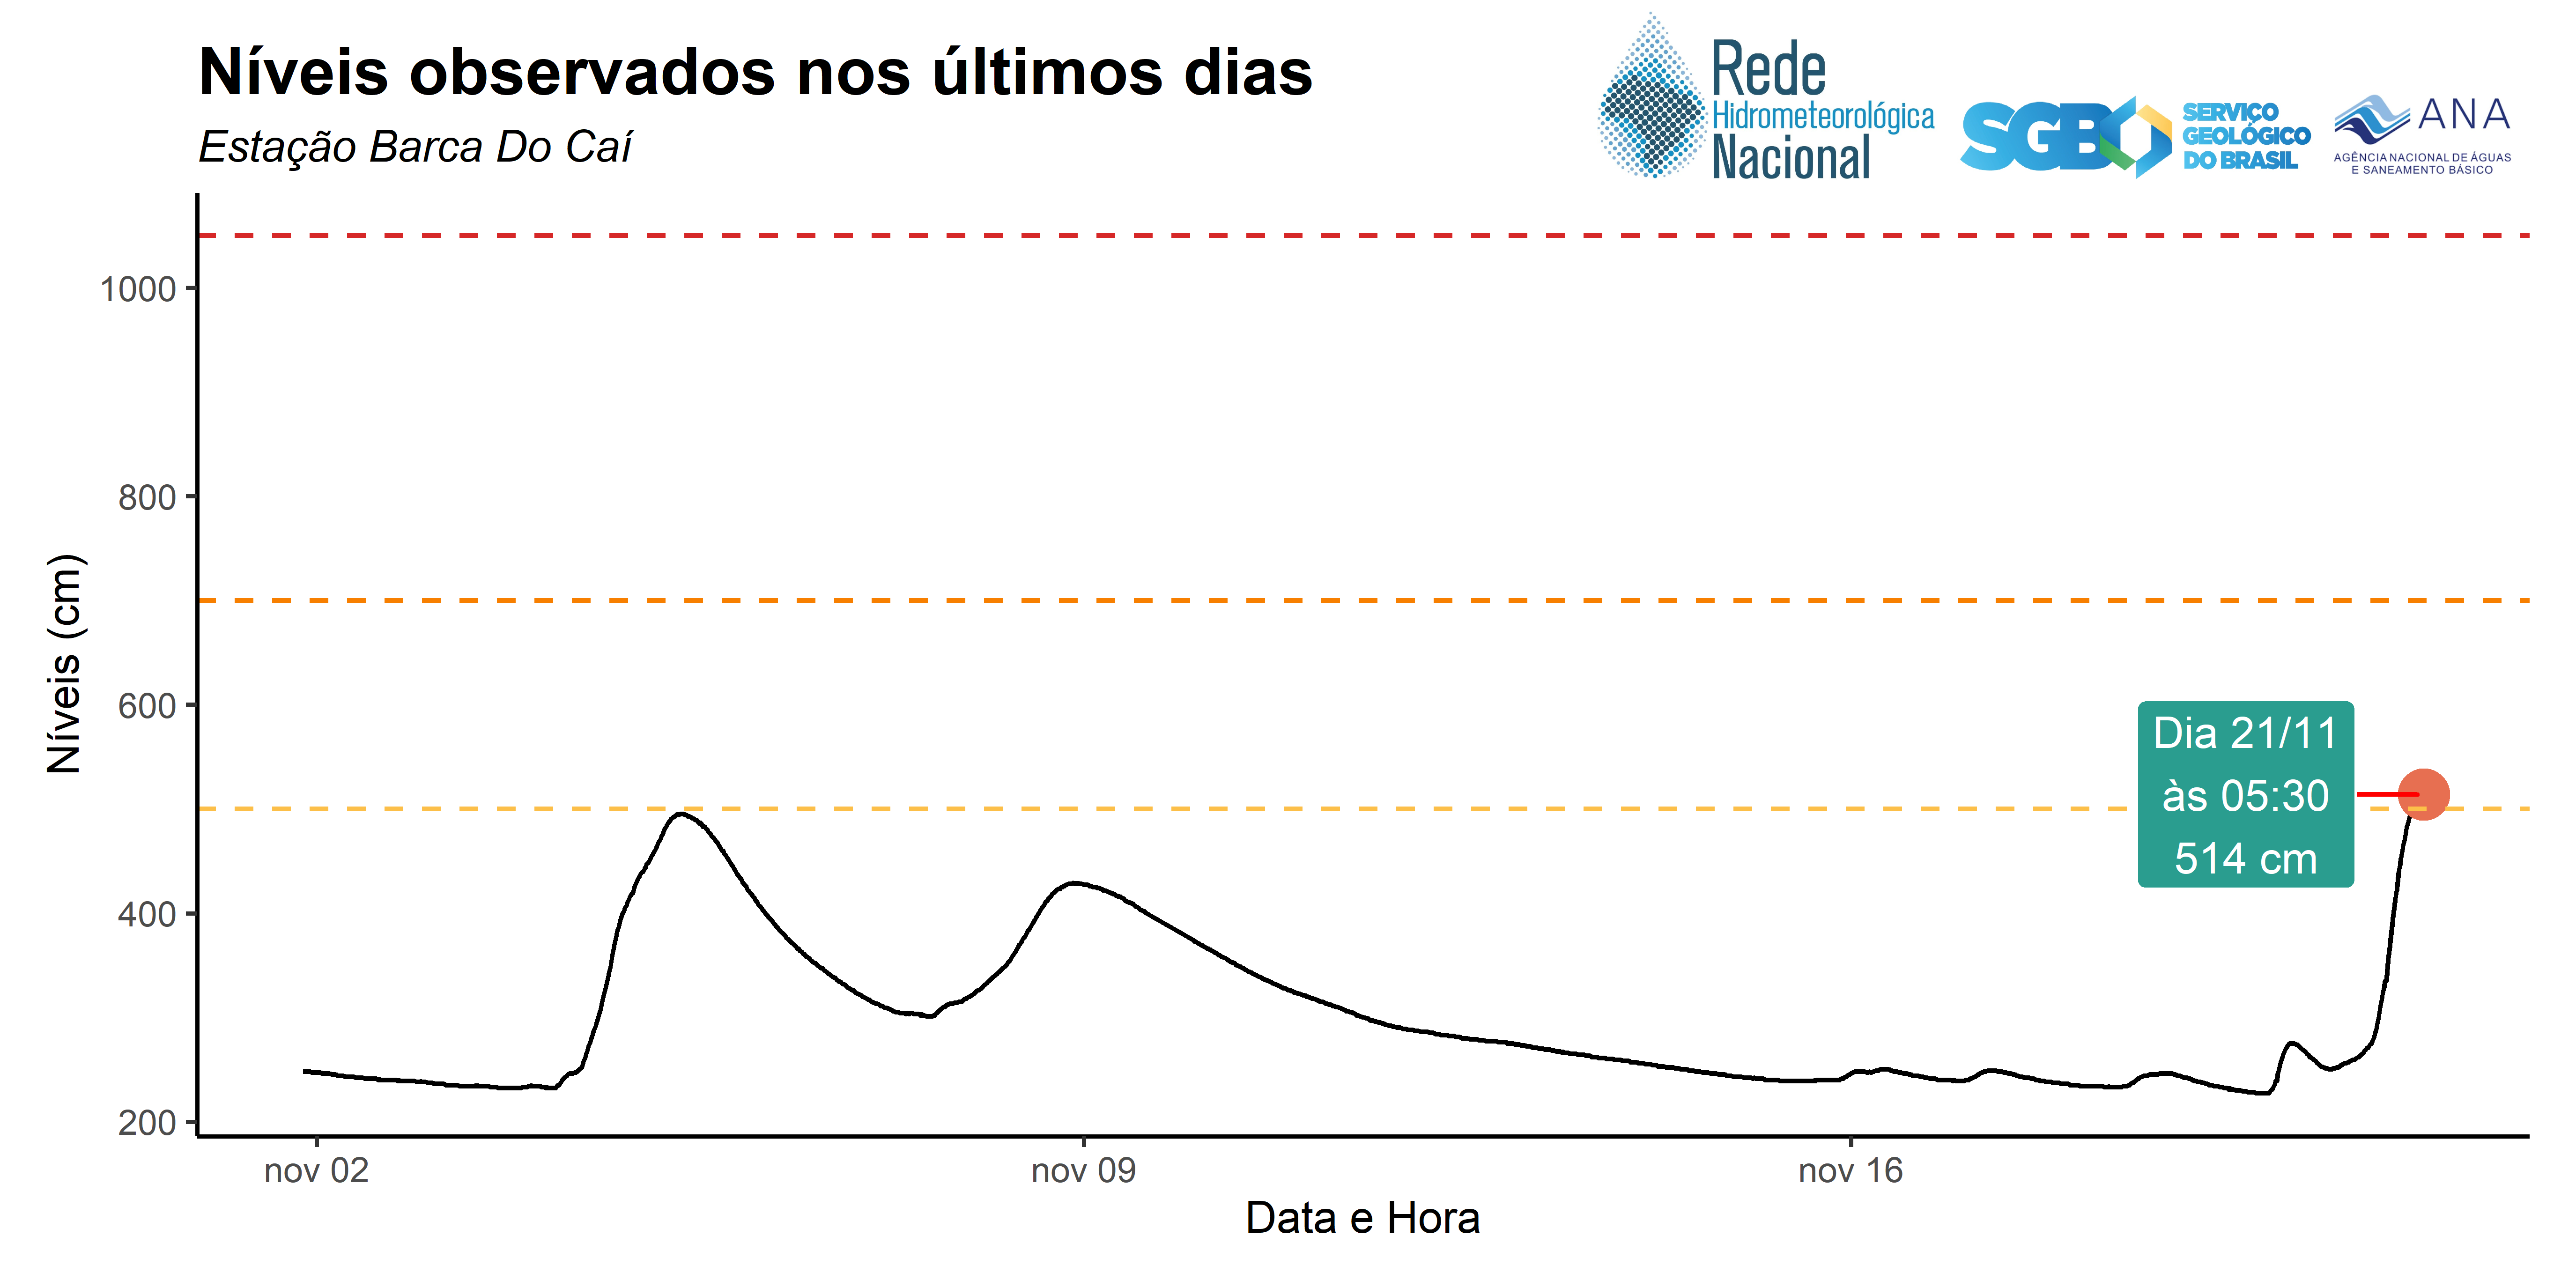 Níveis observados nos últimos dias
Estação Barca Do Caí
Rede
Hidrometeorológica
Nacional
SGB
SERVIÇO
GEOLÓGICO
DO BRASIL
ANA
AGÊNCIA NACIONAL DE ÁGUAS
E SANEAMENTO BÁSICO
Níveis (cm)
1000
800
600
400
200
Dia 21/11
às 05:30
514 cm
nov 02
nov 09
nov 16
Data e Hora